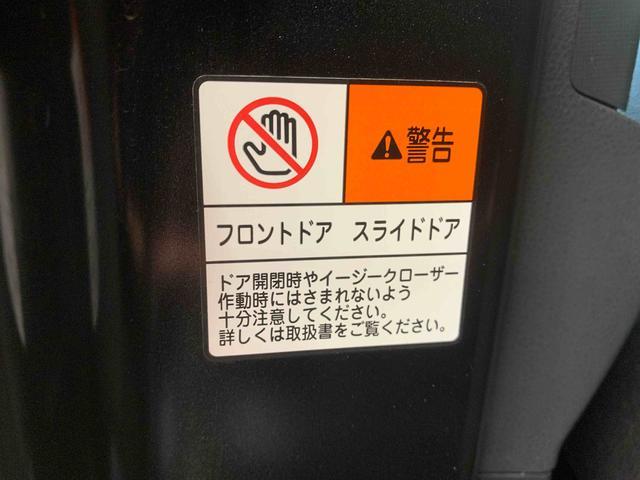 警告
フロントドア スライドドア
ドア開閉時やイージークローザー
作動時にはさまれないよう
十分注意してください。
詳しくは取扱書をご覧ください。